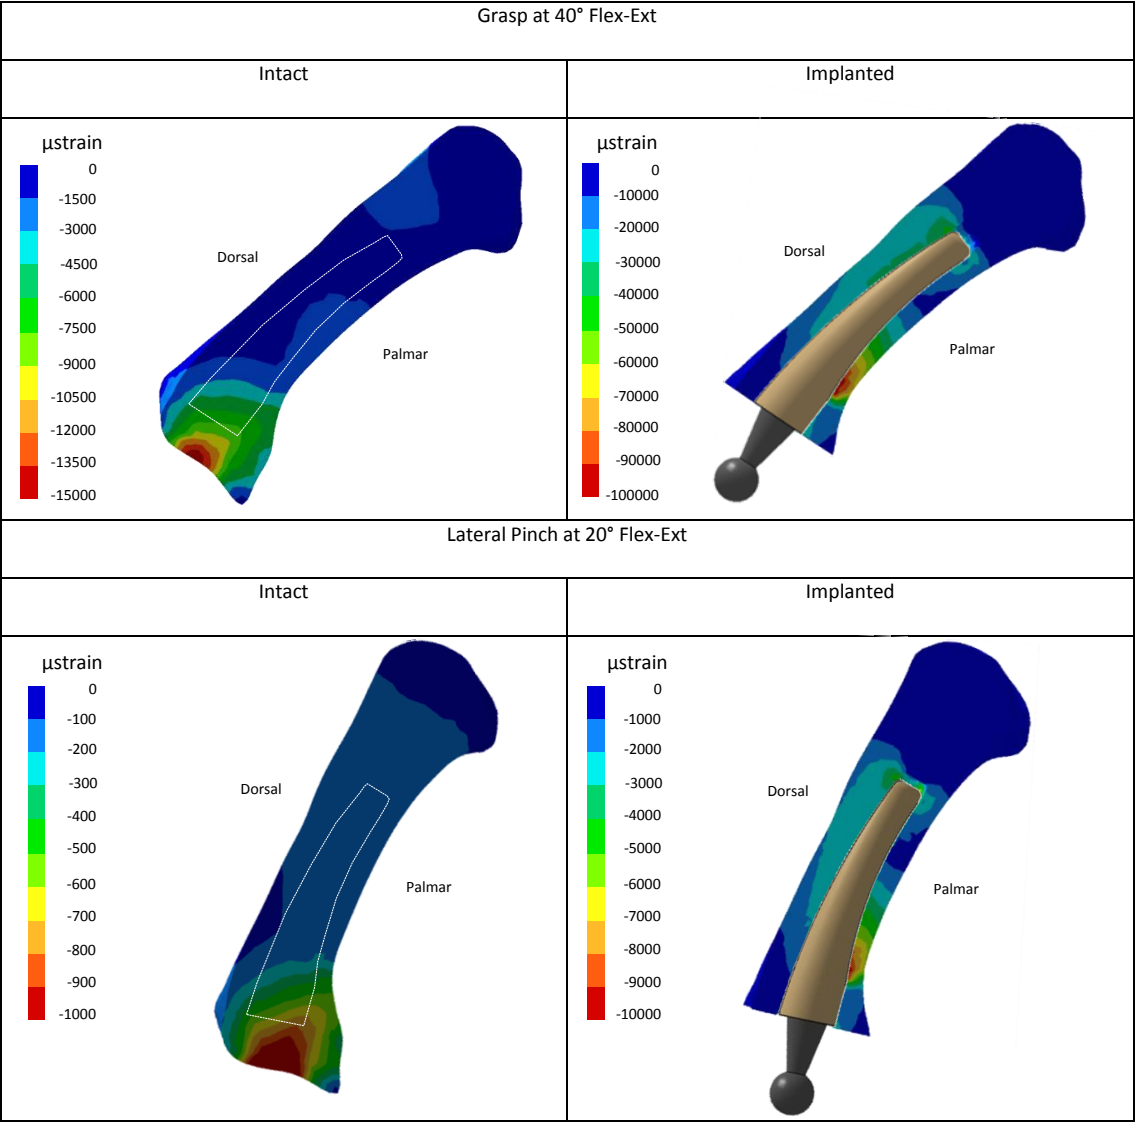 Grasp at 40° Flex-Ext
Intact
Implanted
µstrain
0
-1500
-3000
-4500
-6000
-7500
-9000
-10500
-12000
-13500
-15000
Dorsal
Palmar
µstrain
0
-10000
-20000
-30000
-40000
-50000
-60000
-70000
-80000
-90000
-100000
Dorsal
Palmar
Lateral Pinch at 20° Flex-Ext
Intact
Implanted
µstrain
0
-100
-200
-300
-400
-500
-600
-700
-800
-900
-1000
Dorsal
Palmar
µstrain
0
-1000
-2000
-3000
-4000
-5000
-6000
-7000
-8000
-9000
-10000
Dorsal
Palmar